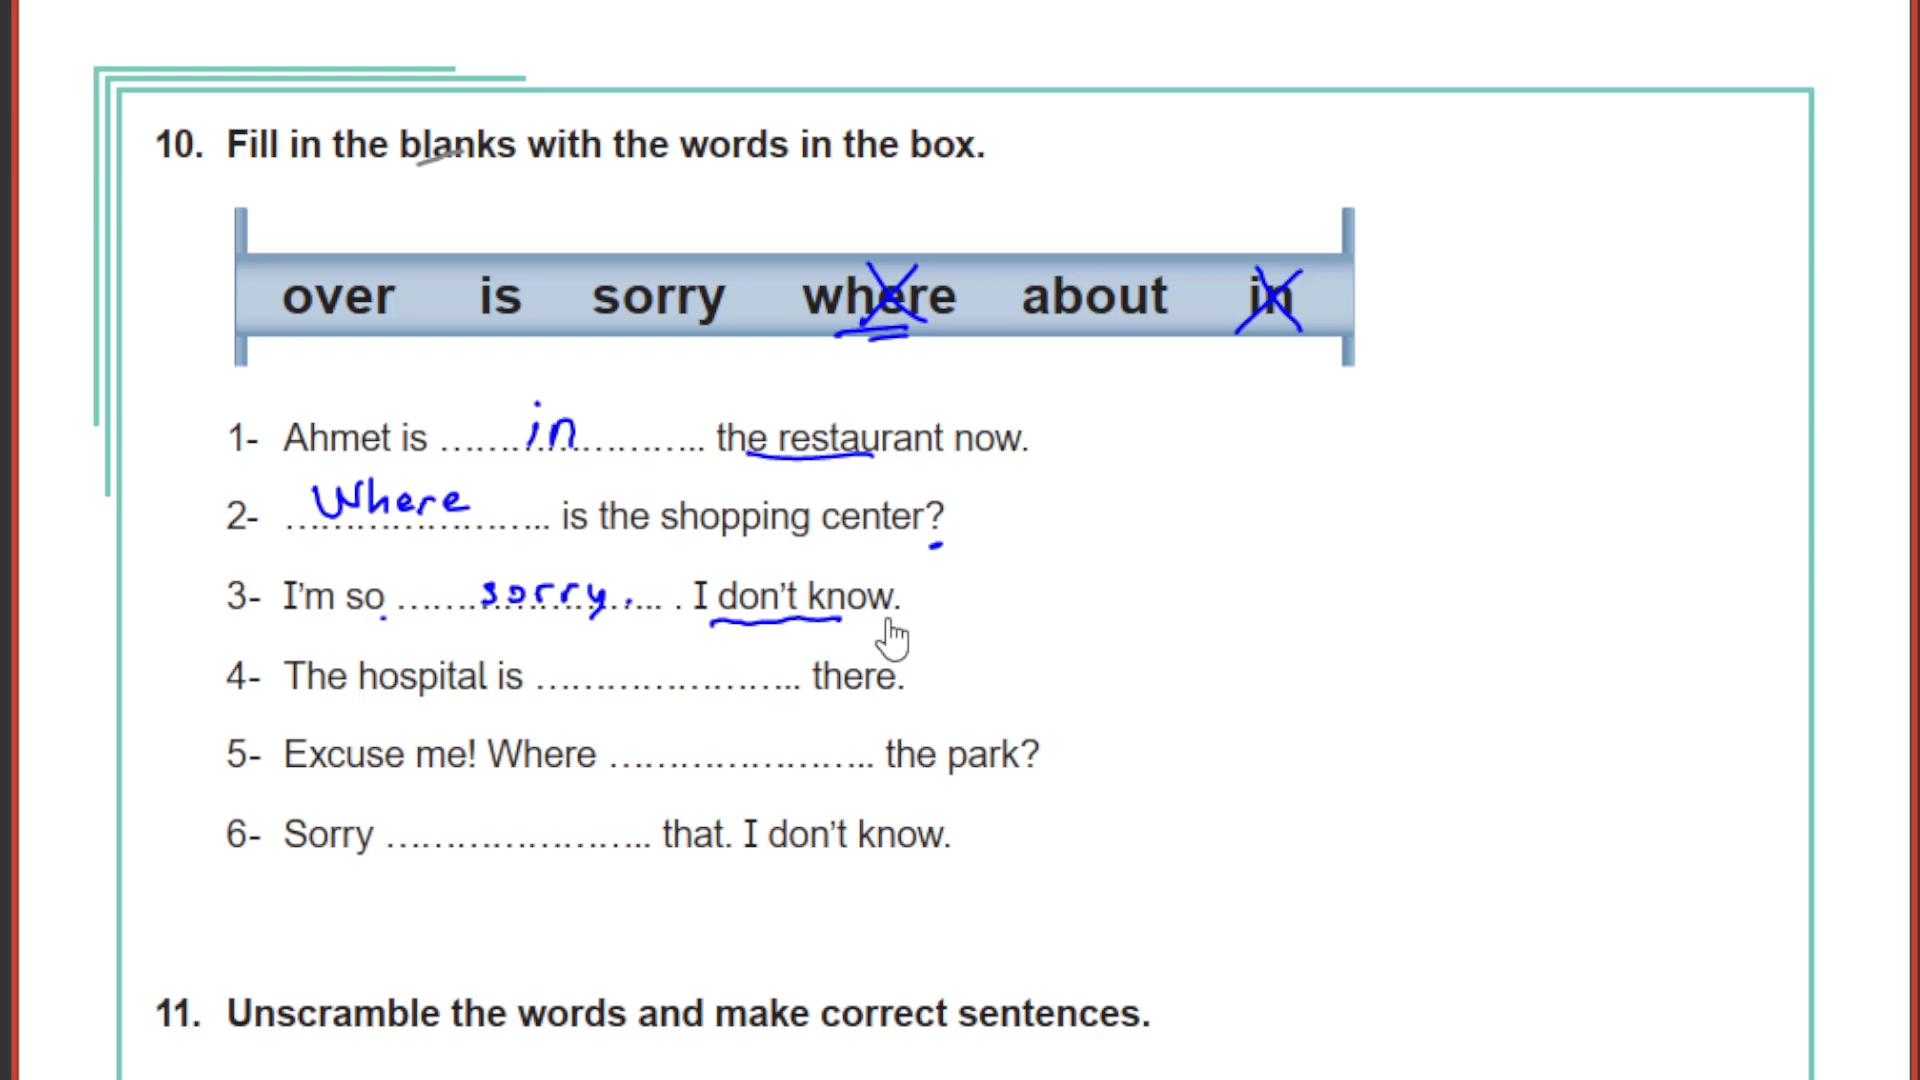 10. Fill in the blanks with the words in the box.
over is sorry where about in
1- Ahmet is ........in........... the restaurant now.
2- Where...................... is the shopping center?
3- I'm so ......sorry. ......... . I don't know.
4- The hospital is ........................ there.
5- Excuse me! Where ........................ the park?
6- Sorry ........................ that. I don't know.
11. Unscramble the words and make correct sentences.